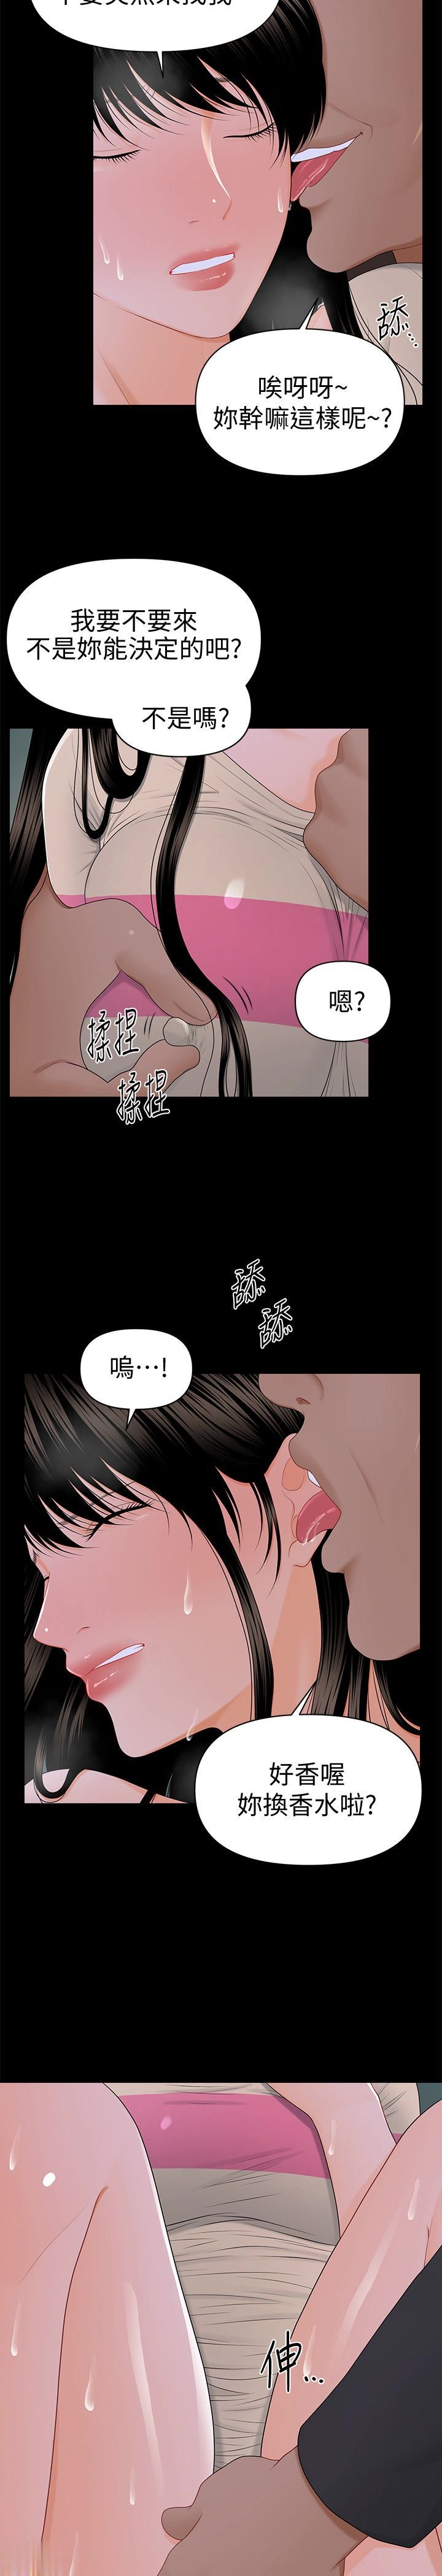 舔…
唉呀呀~
妳幹嘛這樣呢~?
我要不要來
不是妳能決定的吧?
不是嗎?
嗯?
揉捏
揉捏
舔
舔
嗚…!
好香喔
妳換香水啦?
伸…